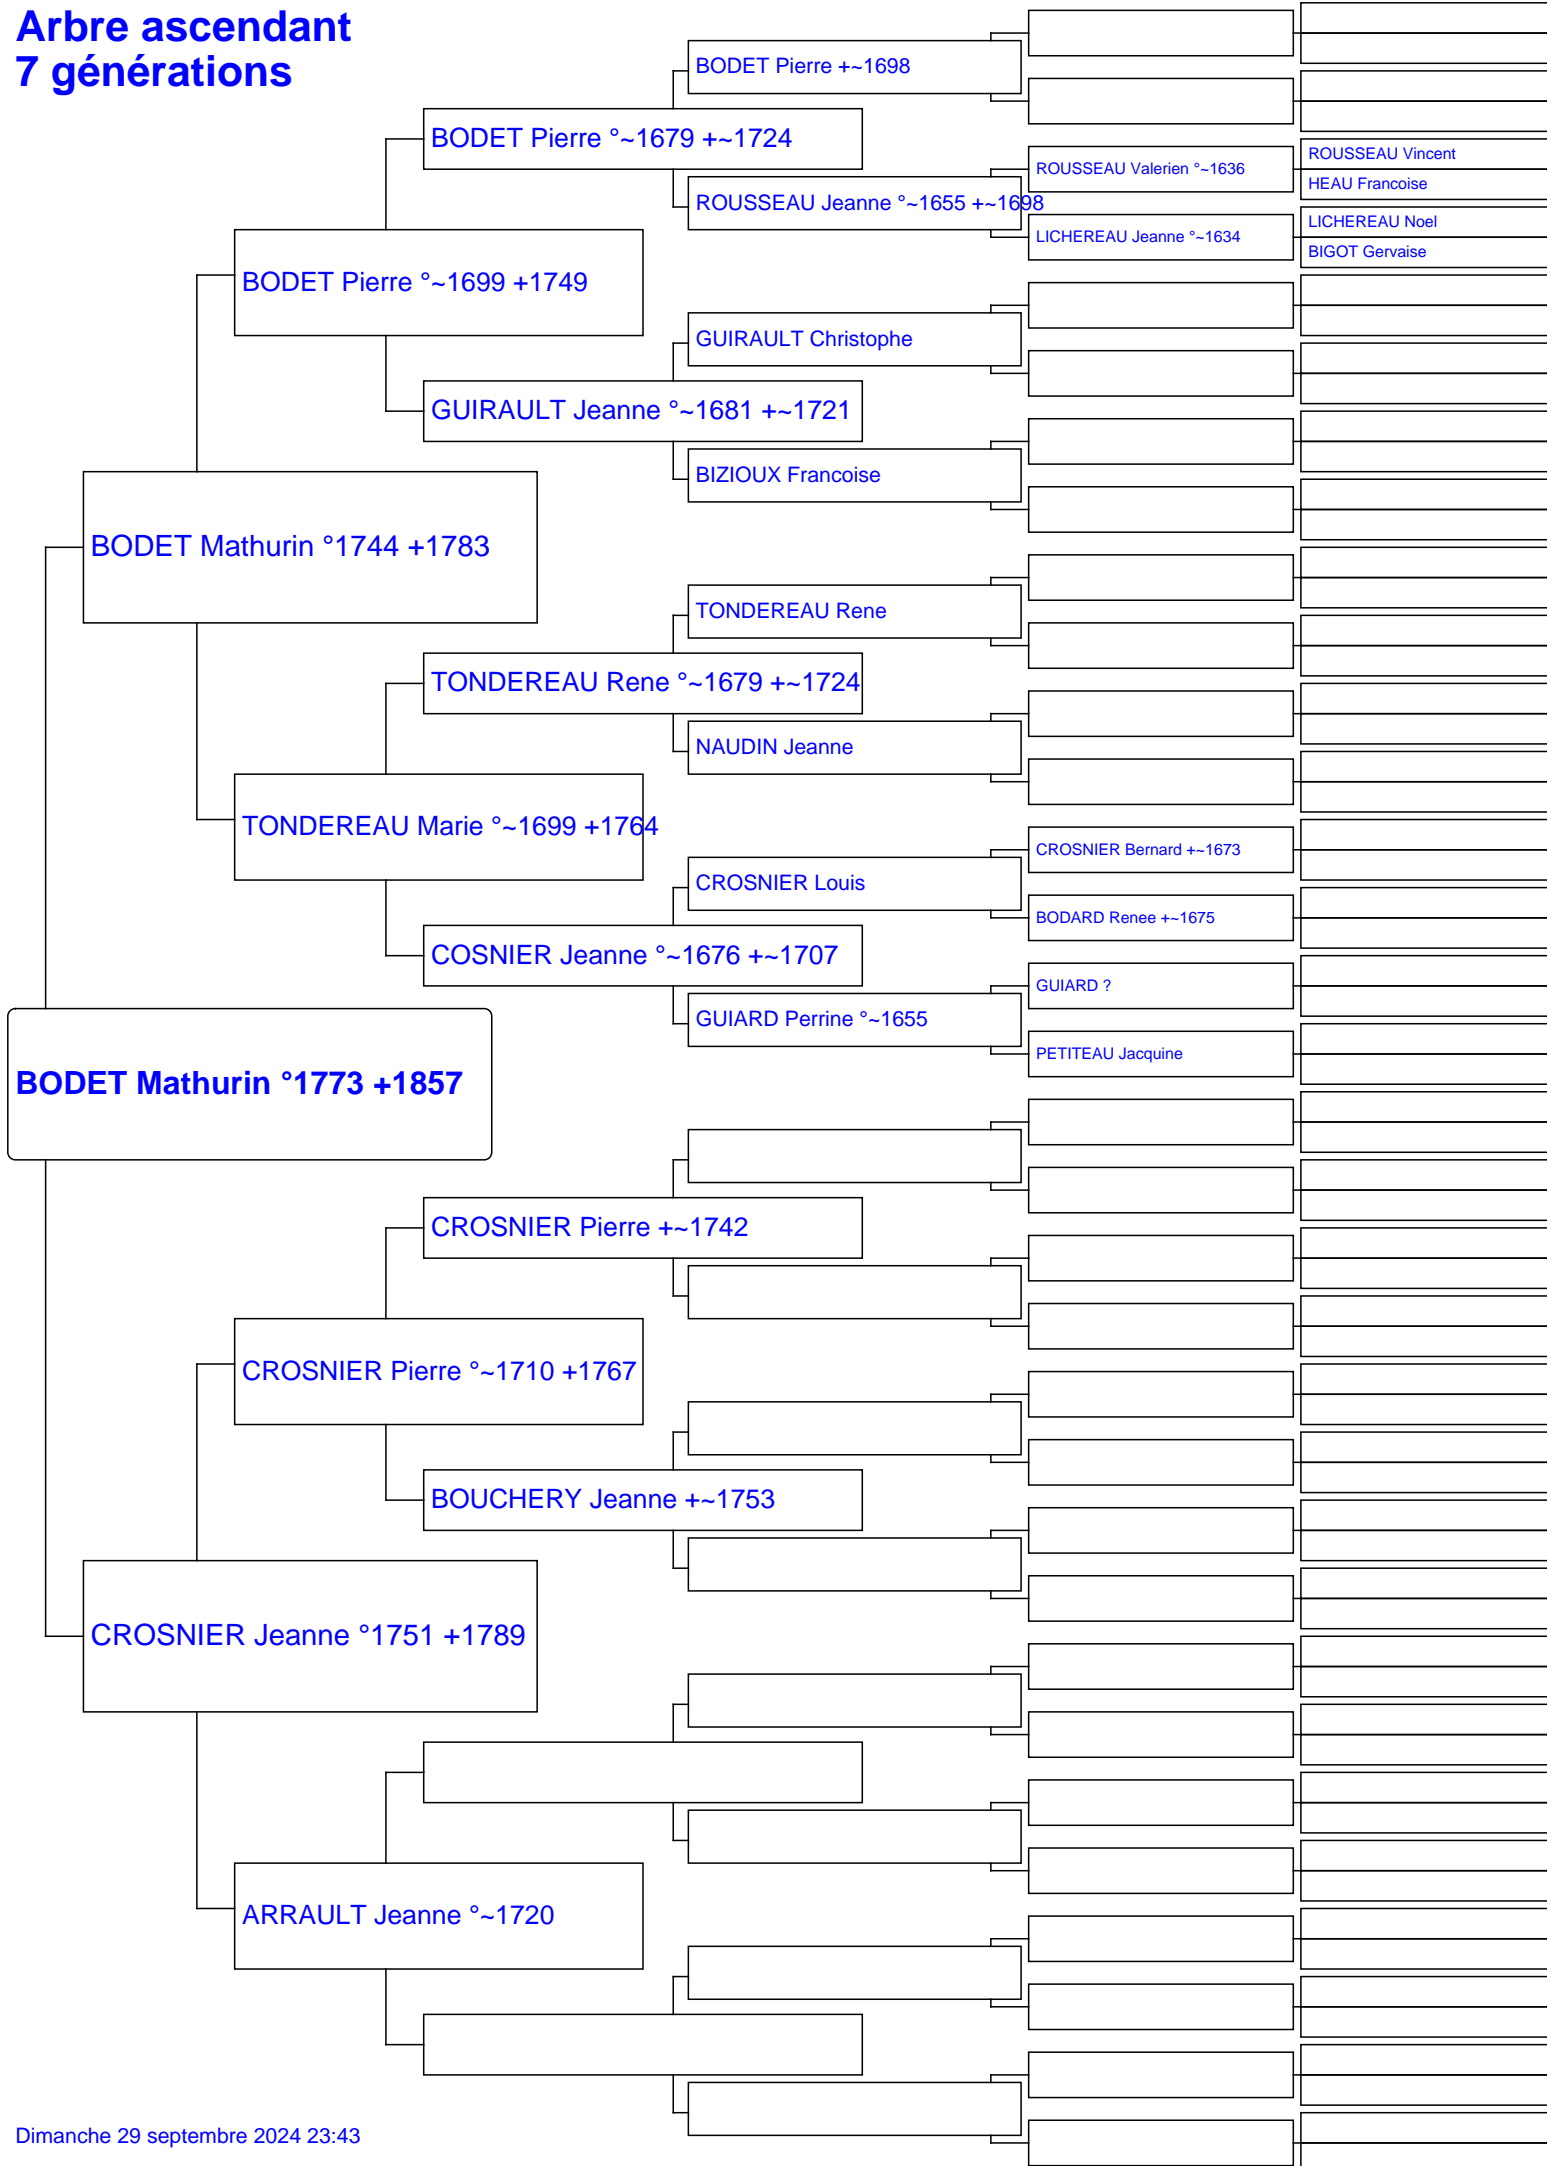 Arbre ascendant
7 générations
BODET Pierre +~1698
BODET Pierre °~1679 +~1724
ROUSSEAU Vincent
ROUSSEAU Valerien °~1636
HEAU Francoise
ROUSSEAU Jeanne °~1655 +~1698
LICHEREAU Noel
LICHEREAU Jeanne °~1634
BIGOT Gervaise
BODET Pierre °~1699 +1749
GUIRAULT Christophe
GUIRAULT Jeanne °~1681 +~1721
BIZIOUX Francoise
BODET Mathurin °1744 +1783
TONDEREAU Rene
TONDEREAU Rene °~1679 +~1724
NAUDIN Jeanne
TONDEREAU Marie °~1699 +1764
CROSNIER Bernard +~1673
CROSNIER Louis
BODARD Renee +~1675
COSNIER Jeanne °~1676 +~1707
GUIARD ?
GUIARD Perrine °~1655
PETITEAU Jacquine
BODET Mathurin °1773 +1857
CROSNIER Pierre +~1742
CROSNIER Pierre °~1710 +1767
BOUCHERY Jeanne +~1753
CROSNIER Jeanne °1751 +1789
ARRAULT Jeanne °~1720
Dimanche 29 septembre 2024 23:43